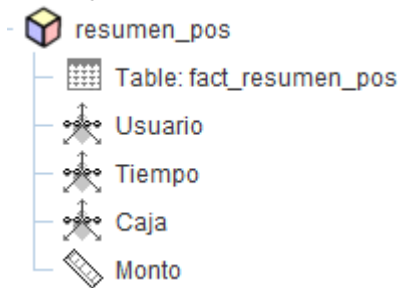 resumen_pos
Table: fact_resumen_pos
Usuario
Tiempo
Caja
Monto